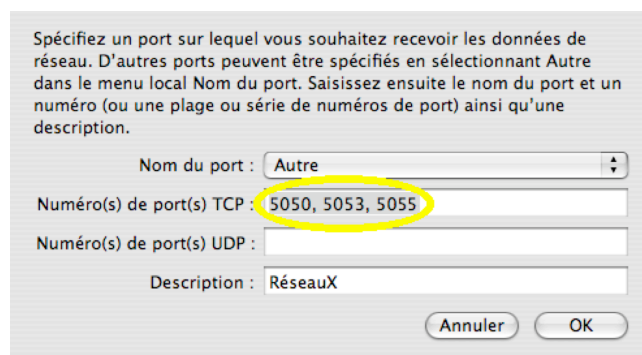 Spécifiez un port sur lequel vous souhaitez recevoir les données de
réseau. D'autres ports peuvent être spécifiés en sélectionnant Autre
dans le menu local Nom du port. Saisissez ensuite le nom du port et un
numéro (ou une plage ou série de numéros de port) ainsi qu'une
description.
Nom du port : Autre
Numéro(s) de port(s) TCP : 5050, 5053, 5055
Numéro(s) de port(s) UDP :
Description : RéseauX
Annuler OK